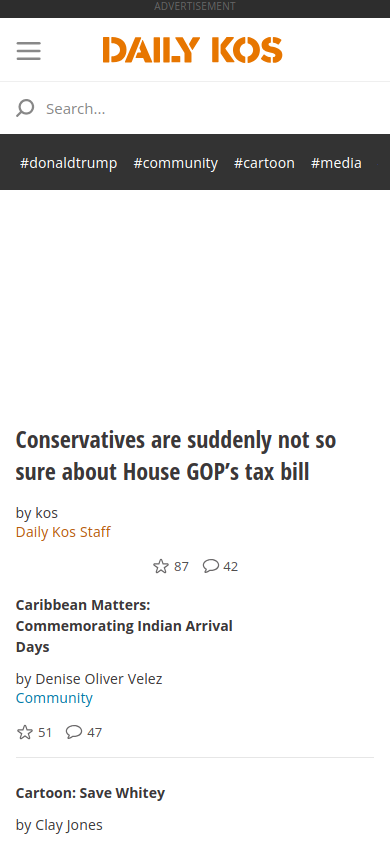 ADVERTISEMENT
DAILY KOS
Search...
#donaldtrump #community #cartoon #media
Conservatives are suddenly not so
sure about House GOP’s tax bill
by kos
Daily Kos Staff
87 42
Caribbean Matters:
Commemorating Indian Arrival
Days
by Denise Oliver Velez
Community
51 47
Cartoon: Save Whitey
by Clay Jones